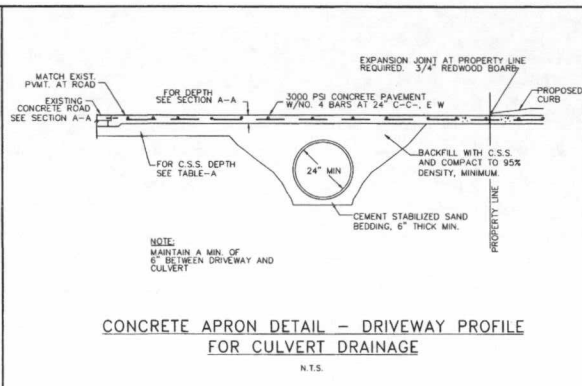 EXPANSION JOINT AT PROPERTY LINE
REQUIRED. 3/4" REDWOOD BOARD
MATCH EXIST.
PVMT. AT ROAD
EXISTING
CONCRETE ROAD
SEE SECTION A-A
FOR DEPTH
SEE SECTION A-A
3000 PSI CONCRETE PAVEMENT
W/NO. 4 BARS AT 24" C-C-, E W
PROPOSED
CURB
FOR C.S.S. DEPTH
SEE TABLE-A
24" MIN
BACKFILL WITH C.S.S.
AND COMPACT TO 95%
DENSITY, MINIMUM.
CEMENT STABILIZED SAND
BEDDING, 6" THICK MIN.
PROPERTY LINE
NOTE:
MAINTAIN A MIN. OF
6" BETWEEN DRIVEWAY AND
CULVERT
CONCRETE APRON DETAIL - DRIVEWAY PROFILE
FOR CULVERT DRAINAGE
N.T.S.